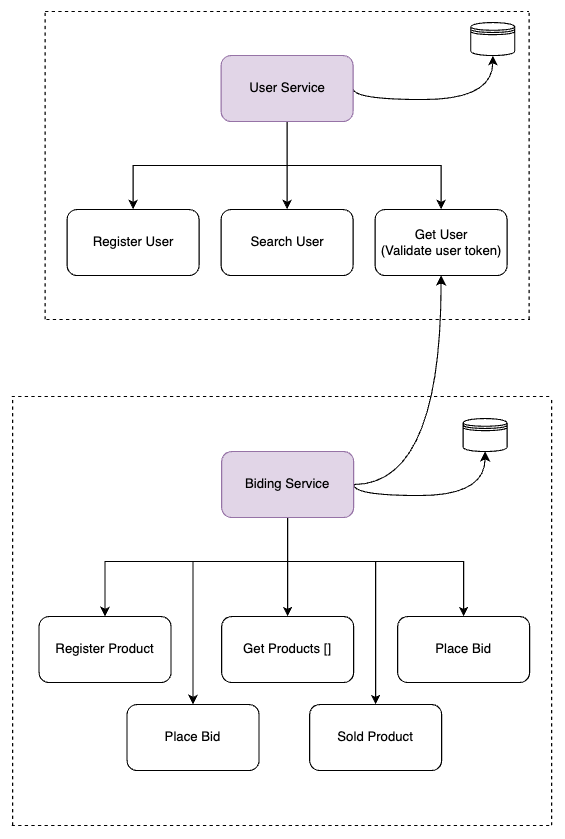 User Service
Register User
Search User
Get User
(Validate user token)
Biding Service
Register Product
Get Products []
Place Bid
Place Bid
Sold Product